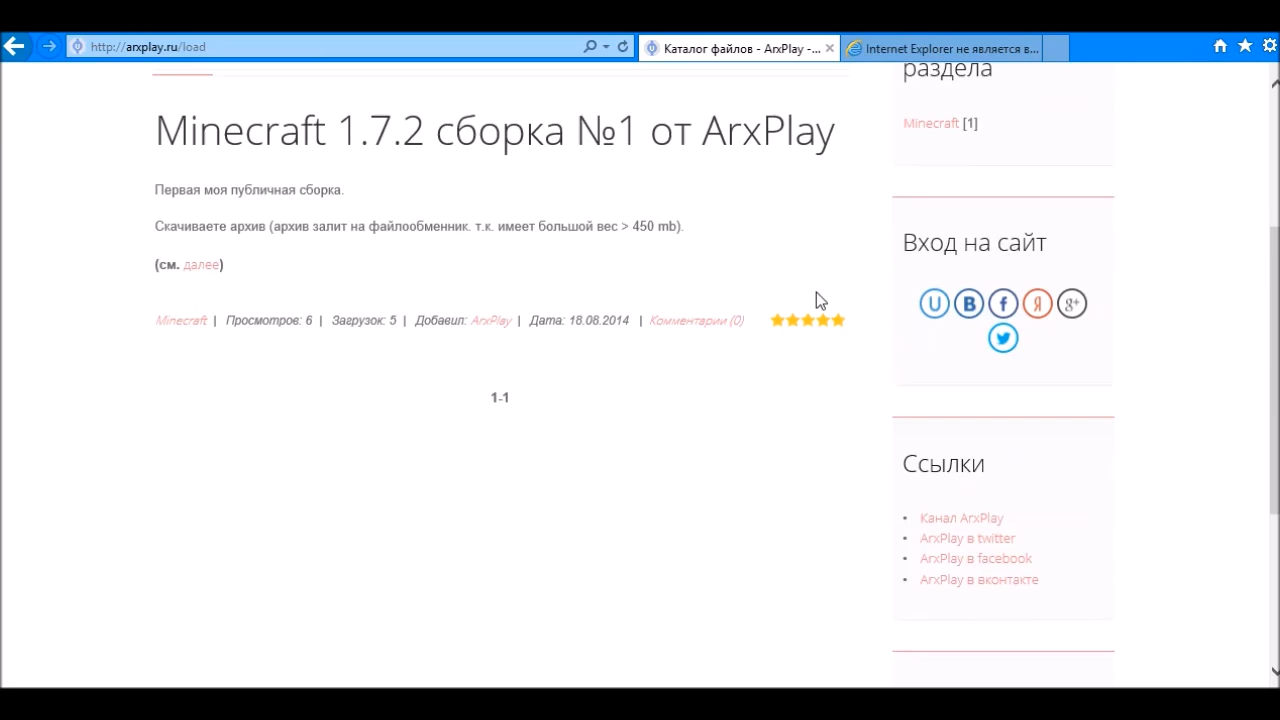 http://arxplay.ru/load
Каталог файлов - ArxPlay -...
Internet Explorer не является в...
Minecraft 1.7.2 сборка №1 от ArxPlay
Первая моя публичная сборка.
Скачиваете архив (архив залит на файлообменник. т.к. имеет большой вес > 450 mb).
(см. далее)
Minecraft | Просмотров: 6 | Загрузок: 5 | Добавил: ArxPlay | Дата: 18.08.2014 | Комментарии (0)
1-1
раздела
Minecraft [1]
Вход на сайт
Ссылки
• Канал ArxPlay
• ArxPlay в twitter
• ArxPlay в facebook
• ArxPlay в вконтакте